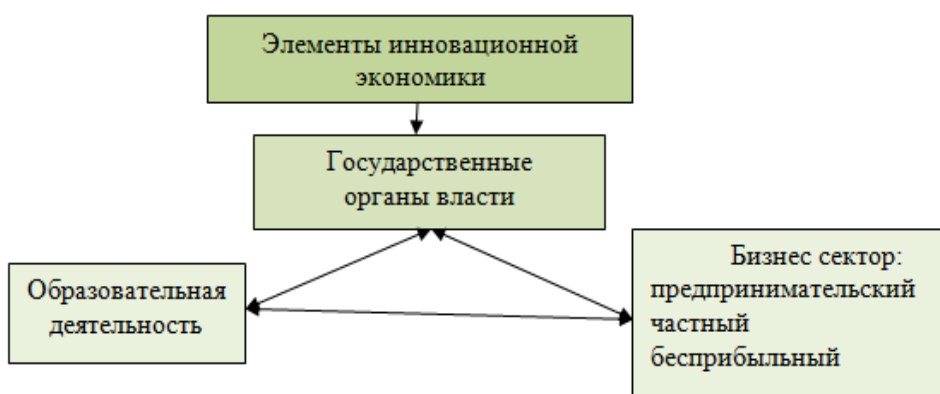 Элементы инновационной
экономики
Государственные
органы власти
Образовательная
деятельность
Бизнес сектор:
предпринимательский
частный
бесприбыльный